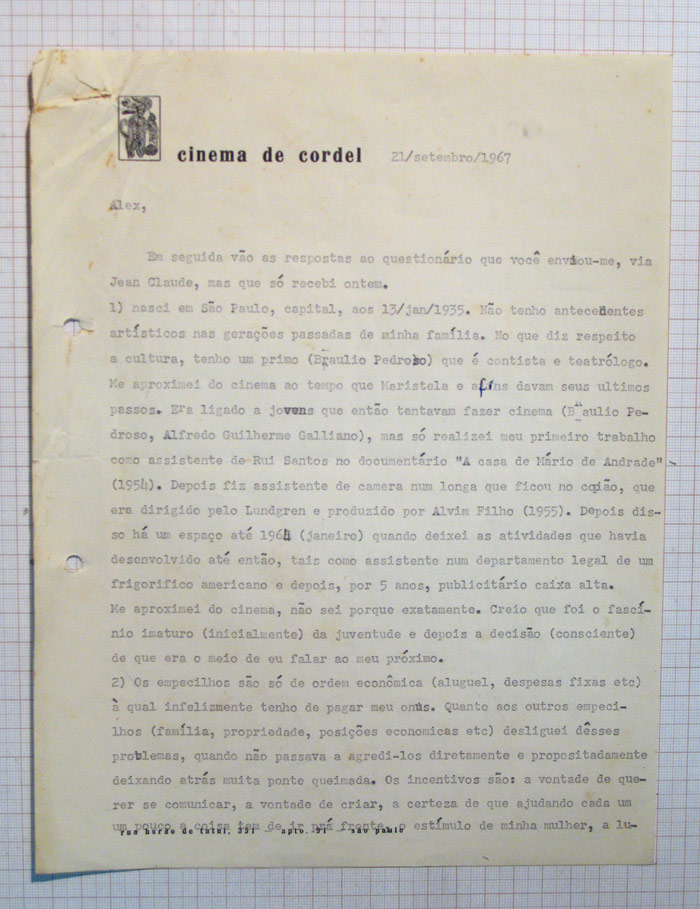 cinema de cordel 21/setembro/1967
Alex,
Em seguida vão as respostas ao questionário que você enviou-me, via
Jean Claude, mas que só recebi ontem.
1) nasci em São Paulo, capital, aos 13/jan/1935. Não tenho antecedentes
artísticos nas gerações passadas de minha família. No que diz respeito
a cultura, tenho um primo (Braulio Pedroso) que é contista e teatrólogo.
Me aproximei do cinema ao tempo que Maristela e afins davam seus ultimos
passos. Era ligado a jovens que então tentavam fazer cinema (Braulio Pe-
droso, Alfredo Guilherme Galliano), mas só realizei meu primeiro trabalho
como assistente de Rui Santos no documentário "A casa de Mário de Andrade"
(1954). Depois fiz assistente de camera num longa que ficou no coião, que
era dirigido pelo Lundgren e produzido por Alvim Filho (1955). Depois dis-
so há um espaço até 1964 (janeiro) quando deixei as atividades que havia
desenvolvido até então, tais como assistente num departamento legal de um
frigorifico americano e depois, por 5 anos, publicitário caixa alta.
Me aproximei do cinema, não sei porque exatamente. Creio que foi o fascí-
nio imaturo (inicialmente) da juventude e depois a decisão (consciente)
de que era o meio de eu falar ao meu próximo.
2) Os empecilhos são só de ordem econômica (aluguel, despesas fixas etc)
à qual infelizmente tenho de pagar meu onus. Quanto aos outros empeci-
lhos (família, propriedade, posições economicas etc) desliguei dêsses
problemas, quando não passava a agredi-los diretamente e propositadamente
deixando atrás muita ponte queimada. Os incentivos são: a vontade de que-
rer se comunicar, a vontade de criar, a certeza de que ajudando cada um
um pouco a coisa tem de ir prá frente, o estímulo de minha mulher, a lu-
rua barão de tatuí, 351 — apto. 91 — são paulo